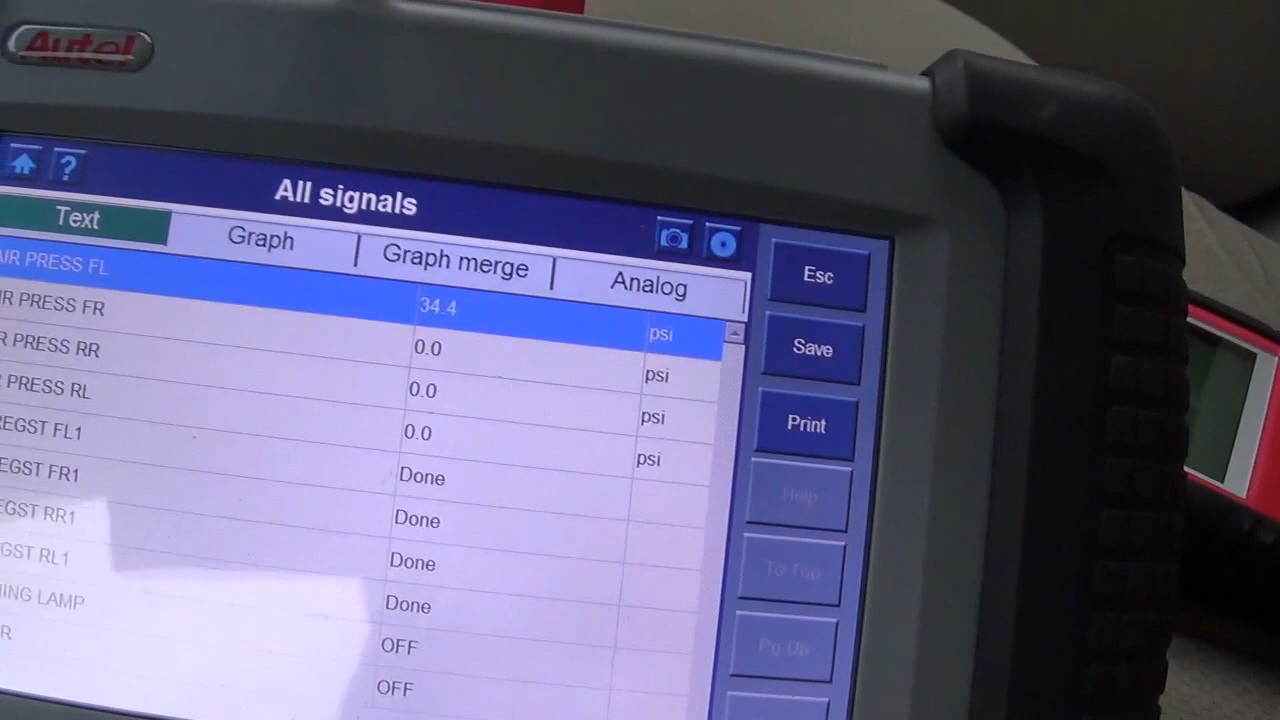 Autel
?
All signals
Text Graph Graph merge Analog
AIR PRESS FL 34.4 psi
IR PRESS FR 0.0 psi
R PRESS RR 0.0 psi
PRESS RL 0.0 psi
REGST FL1 Done
EGST FR1 Done
EGST RR1 Done
GST RL1 Done
NING LAMP OFF
R OFF
Esc
Save
Print
Help
To Top
Pg Up